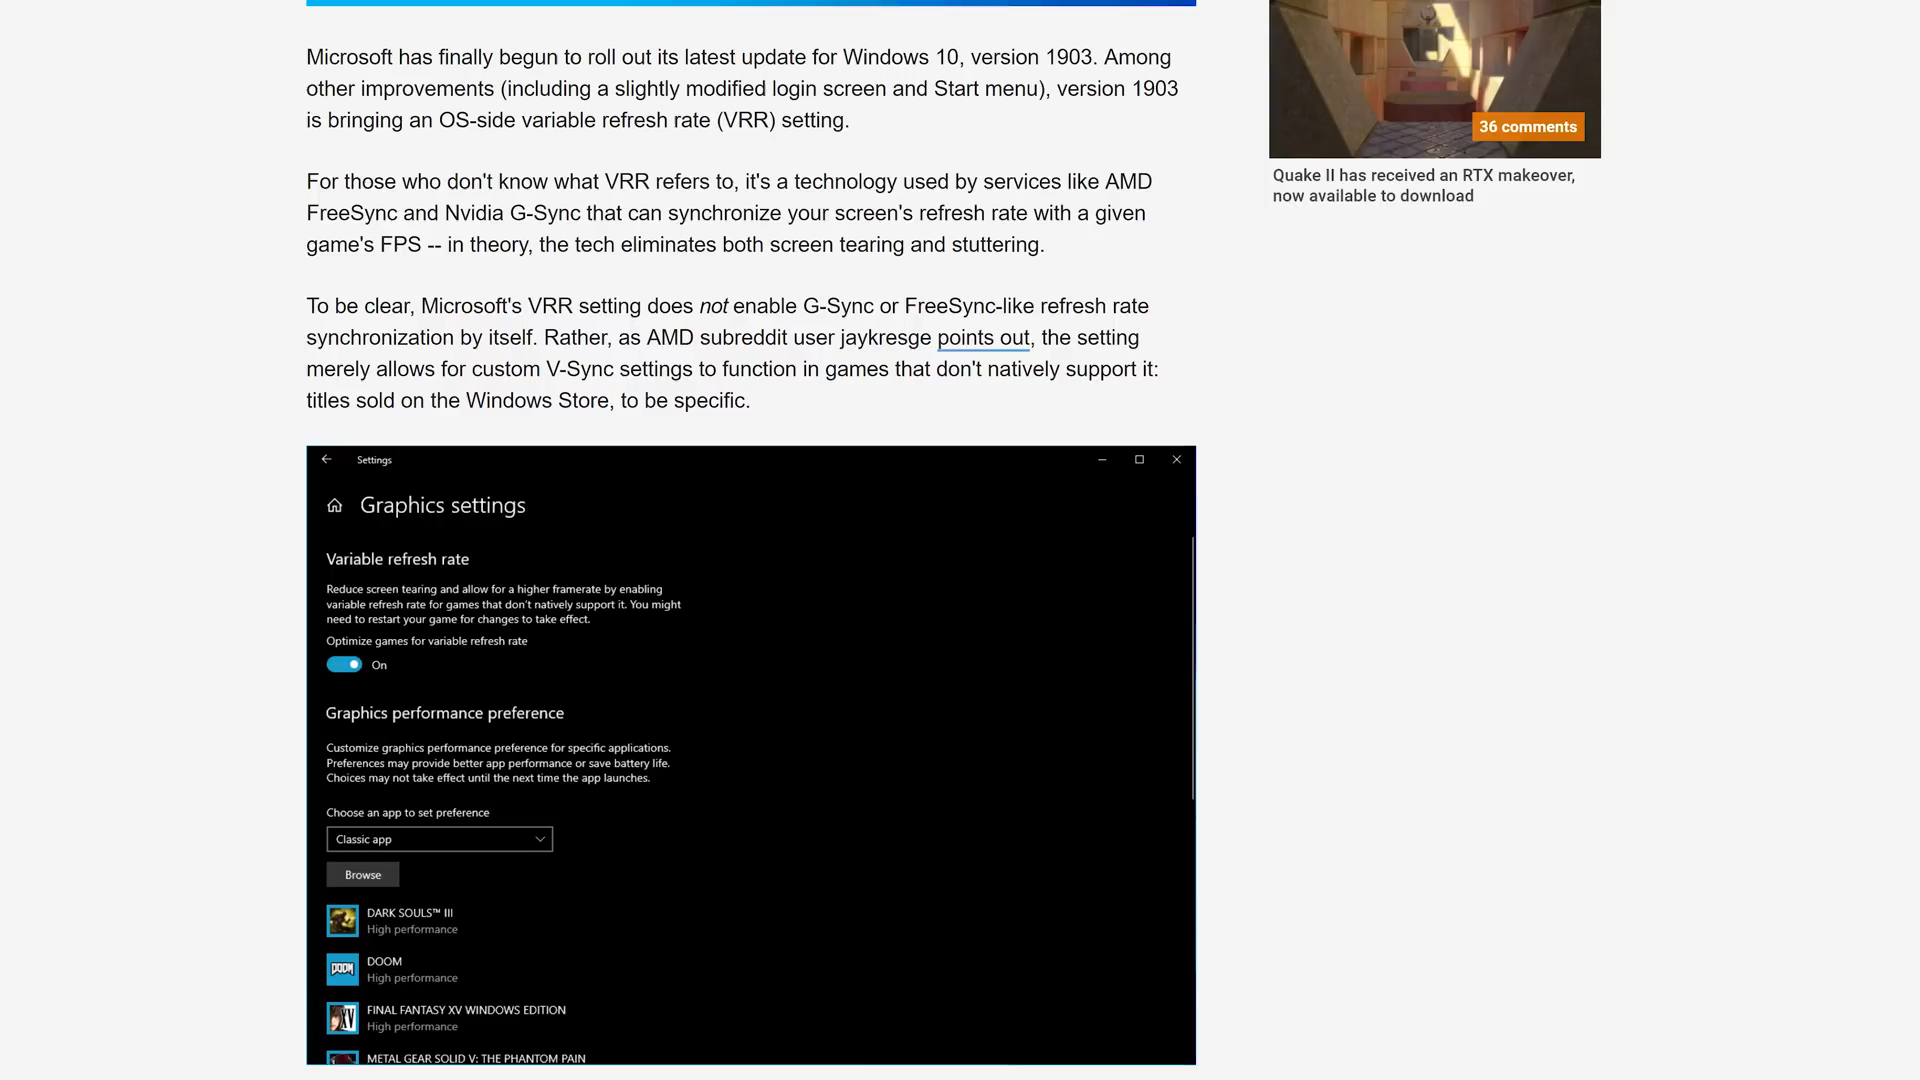 Microsoft has finally begun to roll out its latest update for Windows 10, version 1903. Among
other improvements (including a slightly modified login screen and Start menu), version 1903
is bringing an OS-side variable refresh rate (VRR) setting.
For those who don't know what VRR refers to, it's a technology used by services like AMD
FreeSync and Nvidia G-Sync that can synchronize your screen's refresh rate with a given
game's FPS -- in theory, the tech eliminates both screen tearing and stuttering.
To be clear, Microsoft's VRR setting does not enable G-Sync or FreeSync-like refresh rate
synchronization by itself. Rather, as AMD subreddit user jaykresge points out, the setting
merely allows for custom V-Sync settings to function in games that don't natively support it:
titles sold on the Windows Store, to be specific.
Settings
Graphics settings
Variable refresh rate
Reduce screen tearing and allow for a higher framerate by enabling
variable refresh rate for games that don't natively support it. You might
need to restart your game for changes to take effect.
Optimize games for variable refresh rate
On
Graphics performance preference
Customize graphics performance preference for specific applications.
Preferences may provide better app performance or save battery life.
Choices may not take effect until the next time the app launches.
Choose an app to set preference
Classic app
Browse
DARK SOULS™ III
High performance
DOOM
DOOM
High performance
XV
FINAL FANTASY XV WINDOWS EDITION
High performance
METAL GEAR SOLID V: THE PHANTOM PAIN
36 comments
Quake II has received an RTX makeover,
now available to download